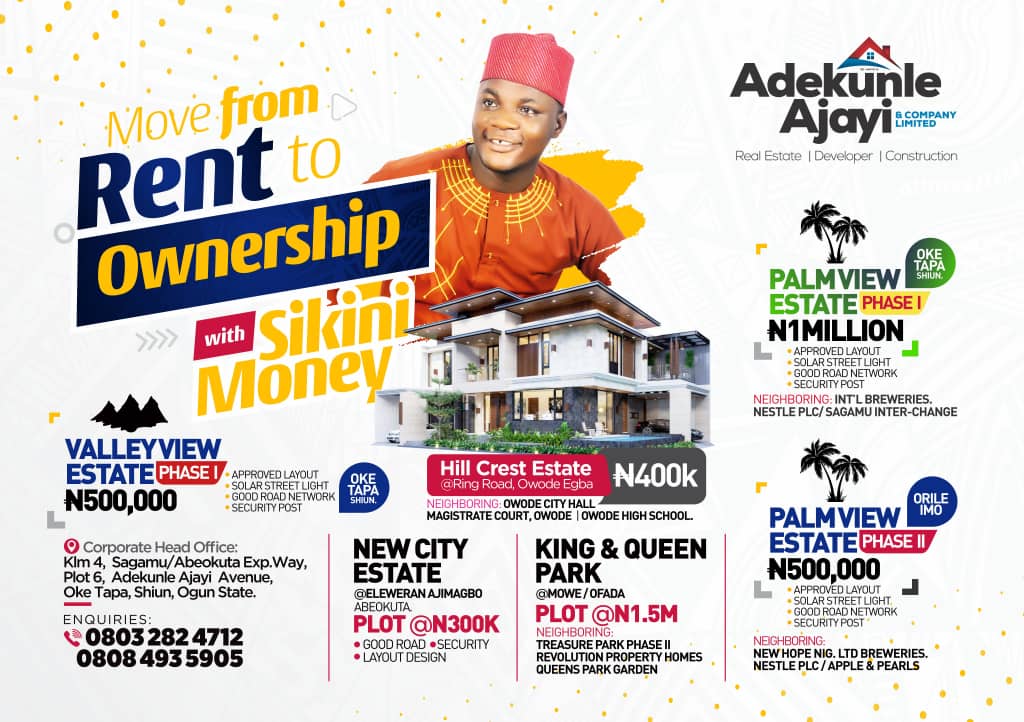 Move from
Rent to
Ownership
with Sikini
Money
Adekunle
Ajayi & COMPANY
LIMITED
Real Estate | Developer | Construction
PALM VIEW
ESTATE PHASE I
OKE
TAPA
SHIUN.
₦1 MILLION
• APPROVED LAYOUT
• SOLAR STREET LIGHT
• GOOD ROAD NETWORK
• SECURITY POST
NEIGHBORING: INT'L BREWERIES.
NESTLE PLC/ SAGAMU INTER-CHANGE
VALLEY VIEW
ESTATE PHASE I
₦500,000
• APPROVED LAYOUT
• SOLAR STREET LIGHT
• GOOD ROAD NETWORK
• SECURITY POST
OKE
TAPA
SHIUN.
Hill Crest Estate
@Ring Road, Owode Egba
₦400k
NEIGHBORING: OWODE CITY HALL
MAGISTRATE COURT, OWODE | OWODE HIGH SCHOOL.
PALM VIEW
ESTATE PHASE II
ORILE
IMO
₦500,000
• APPROVED LAYOUT
• SOLAR STREET LIGHT.
• GOOD ROAD NETWORK
• SECURITY POST
NEIGHBORING:
NEW HOPE NIG. LTD BREWERIES.
NESTLE PLC / APPLE & PEARLS
Corporate Head Office:
Klm 4, Sagamu/Abeokuta Exp.Way,
Plot 6, Adekunle Ajayi Avenue,
Oke Tapa, Shiun, Ogun State.
ENQUIRIES:
0803 282 4712
0808 493 5905
NEW CITY
ESTATE
@ELEWERAN AJIMAGBO
ABEOKUTA.
PLOT @N300K
• GOOD ROAD • SECURITY
• LAYOUT DESIGN
KING & QUEEN
PARK
@MOWE / OFADA
PLOT @N1.5M
NEIGHBORING:
TREASURE PARK PHASE II
REVOLUTION PROPERTY HOMES
QUEENS PARK GARDEN